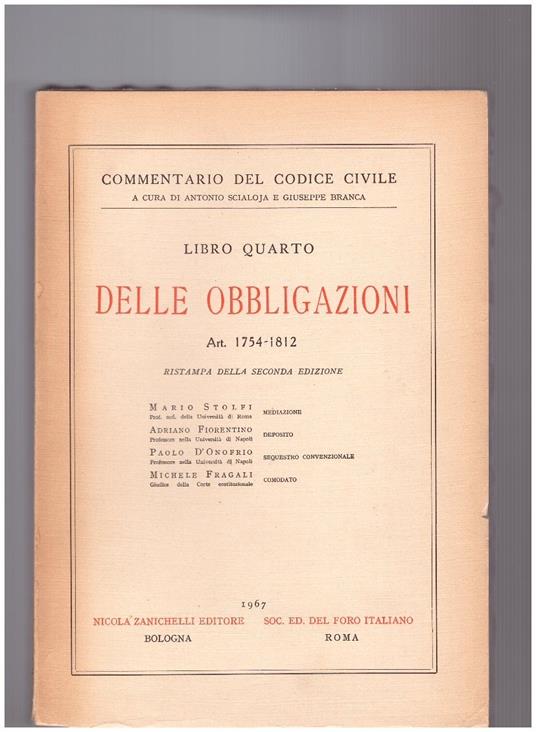 COMMENTARIO DEL CODICE CIVILE
A CURA DI ANTONIO SCIALOJA E GIUSEPPE BRANCA
LIBRO QUARTO
DELLE OBBLIGAZIONI
Art. 1754-1812
RISTAMPA DELLA SECONDA EDIZIONE
MARIO STOLFI
Prof. nell. della Università di Roma
MEDIAZIONE
ADRIANO FIORENTINO
Professore nella Università di Napoli
DEPOSITO
PAOLO D'ONOFRIO
Professore nella Università di Napoli
SEQUESTRO CONVENZIONALE
MICHELE FRAGALI
Giudice della Corte costituzionale
COMODATO
1967
NICOLA ZANICHELLI EDITORE SOC. ED. DEL FORO ITALIANO
BOLOGNA ROMA